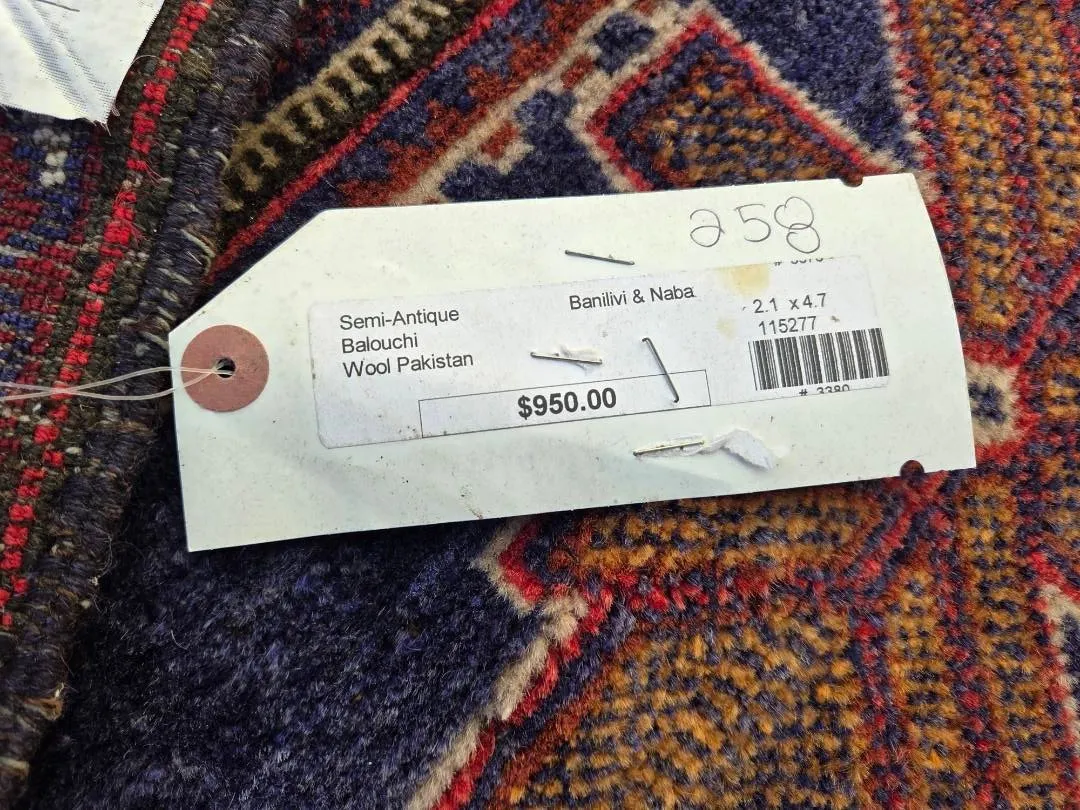 258
Semi-Antique
Balouchi
Wool Pakistan
Banilivi & Naba
2.1 x 4.7
115277
$950.00
# 3380